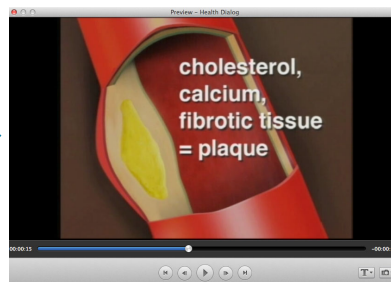 Preview – Health Dialog
cholesterol,
calcium,
fibrotic tissue
= plaque
00:00:15
-00:00:
T